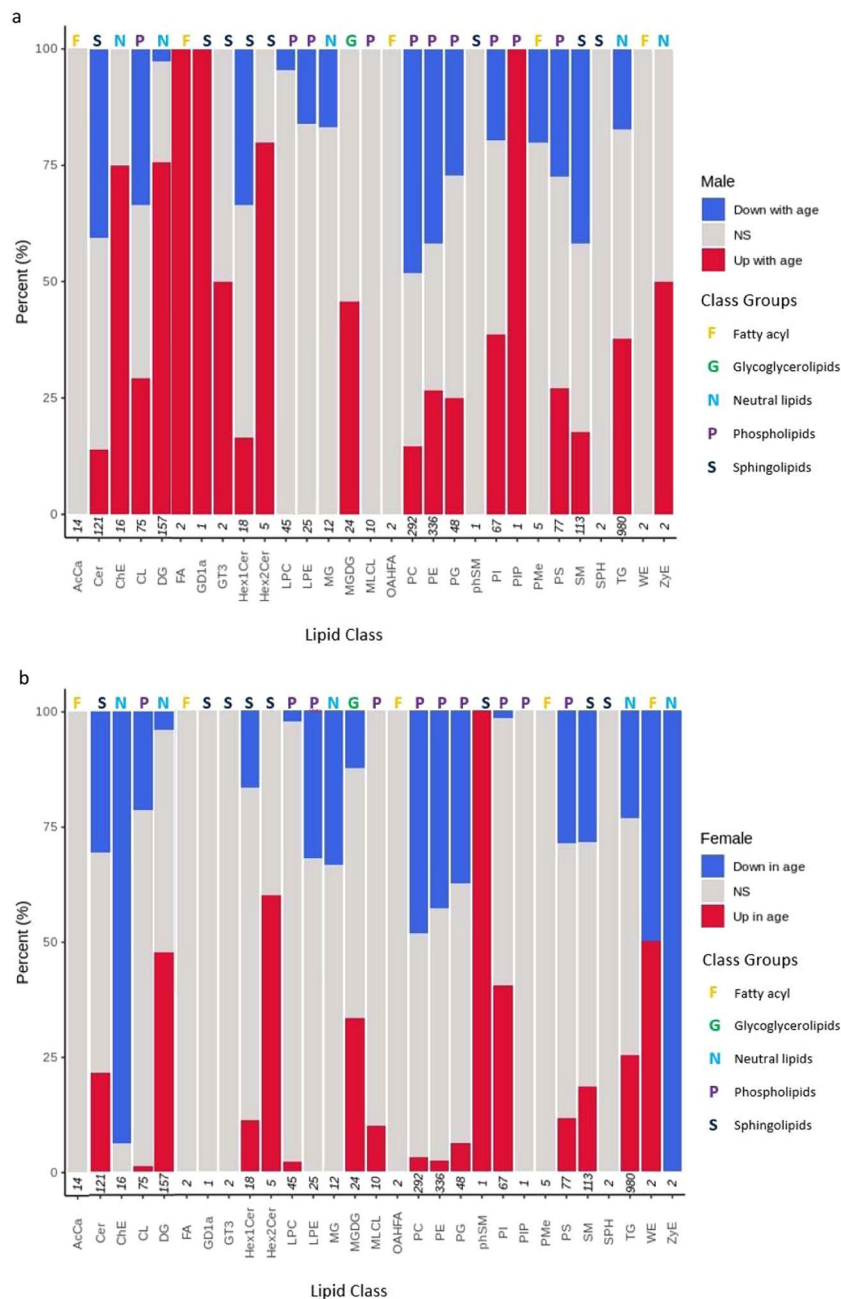 a
F S N P N F S S S S P P N G P F P P P S P P F P S S N F N
100
75
50
25
0
Percent (%)
14 121 16 75 157 2 1 2 18 5 45 25 12 24 10 2 292 336 48 1 67 1 5 77 113 2 980 2 2
AcCa Cer ChE CL DG FA GD1a GT3 Hex1Cer Hex2Cer LPC LPE MG MGDG MLCL OAHFA PC PE PG phSM PI PIP PMe PS SM SPH TG WE ZyE
Lipid Class
Male
Down with age
NS
Up with age
Class Groups
F Fatty acyl
G Glycoglycerolipids
N Neutral lipids
P Phospholipids
S Sphingolipids
b
F S N P N F S S S S P P N G P F P P P S P P F P S S N F N
100
75
50
25
0
Percent (%)
14 121 16 75 157 2 1 2 18 5 45 25 12 24 10 2 292 336 48 1 67 1 5 77 113 2 980 2 2
AcCa Cer ChE CL DG FA GD1a GT3 Hex1Cer Hex2Cer LPC LPE MG MGDG MLCL OAHFA PC PE PG phSM PI PIP PMe PS SM SPH TG WE ZyE
Lipid Class
Female
Down in age
NS
Up in age
Class Groups
F Fatty acyl
G Glycoglycerolipids
N Neutral lipids
P Phospholipids
S Sphingolipids